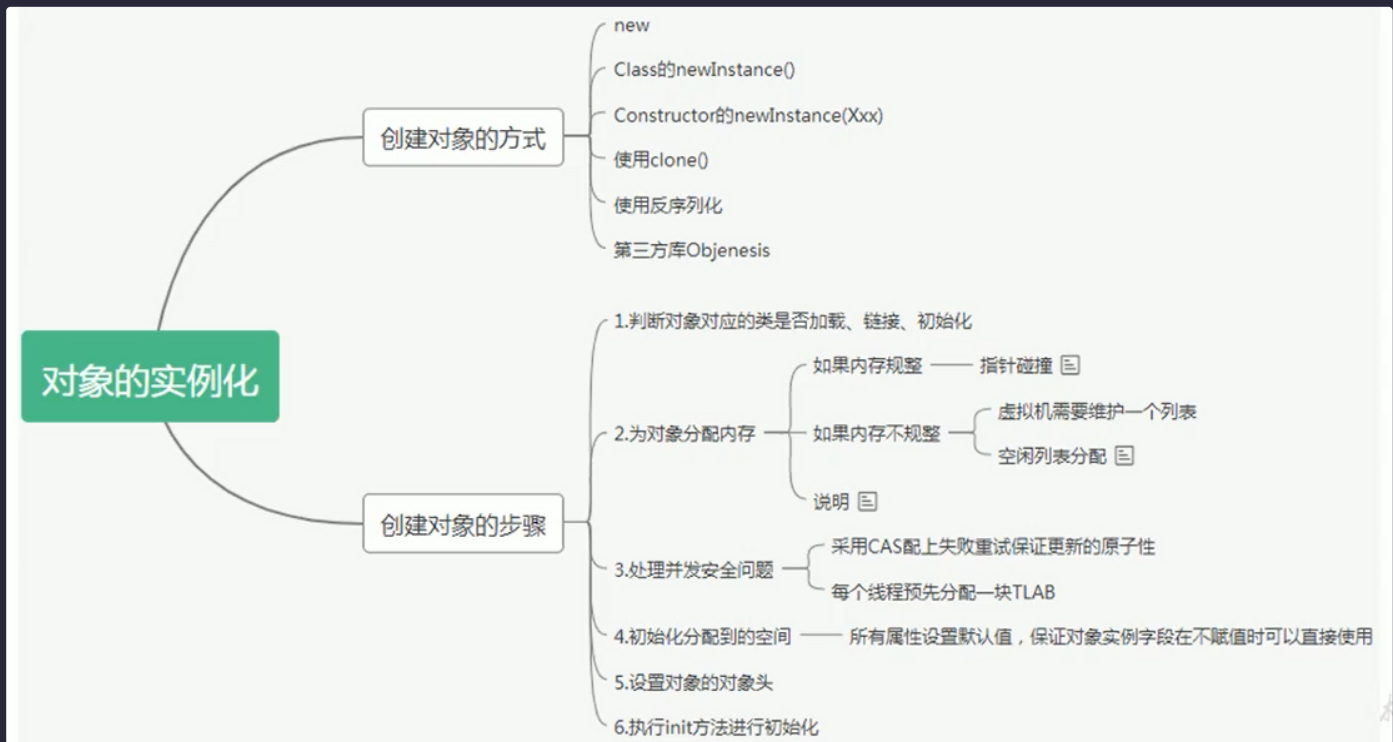 new
Class的newInstance()
Constructor的newInstance(Xxx)
创建对象的方式
使用clone()
使用反序列化
第三方库Objenesis
对象的实例化
1.判断对象对应的类是否加载、链接、初始化
如果内存规整
指针碰撞
2.为对象分配内存
如果内存不规整
虚拟机需要维护一个列表
空闲列表分配
说明
创建对象的步骤
3.处理并发安全问题
采用CAS配上失败重试保证更新的原子性
每个线程预先分配一块TLAB
4.初始化分配到的空间
所有属性设置默认值，保证对象实例字段在不赋值时可以直接使用
5.设置对象的对象头
6.执行init方法进行初始化